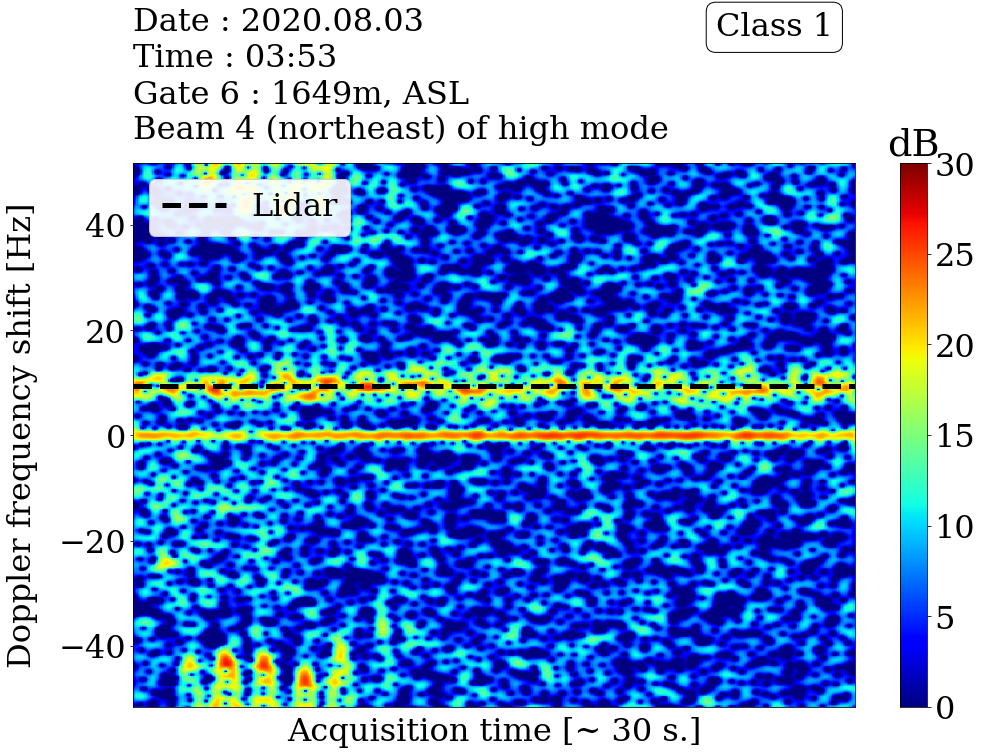 Date : 2020.08.03
Time : 03:53
Gate 6 : 1649m, ASL
Beam 4 (northeast) of high mode
Class 1
dB
Lidar
Doppler frequency shift [Hz]
40
20
0
−20
−40
Acquisition time [~ 30 s.]
30
25
20
15
10
5
0